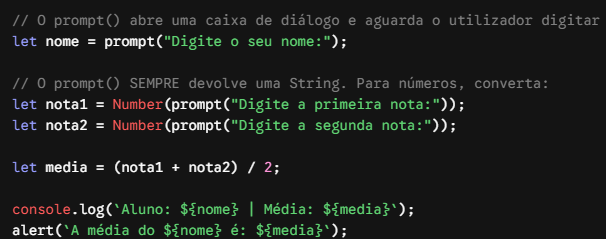 // O prompt() abre uma caixa de diálogo e aguarda o utilizador digitar
let nome = prompt("Digite o seu nome:");
// O prompt() SEMPRE devolve uma String. Para números, converta:
let nota1 = Number(prompt("Digite a primeira nota:"));
let nota2 = Number(prompt("Digite a segunda nota:"));
let media = (nota1 + nota2) / 2;
console.log(`Aluno: ${nome} | Média: ${media}`);
alert(`A média do ${nome} é: ${media}`);